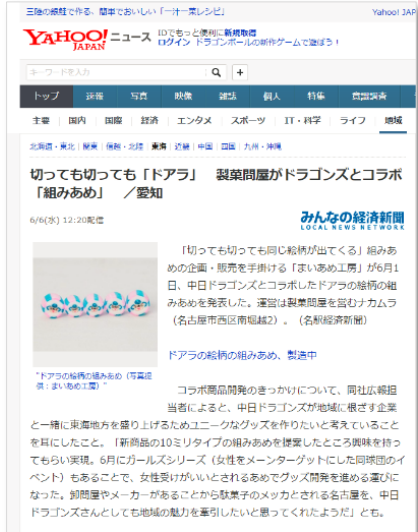 三陸の銀鮭で作る、簡単でおいしい「一汁一菜レシピ」
Yahoo! JAP
YAHOO! ニュース
JAPAN
IDでもっと便利に新規取得
ログイン ドラゴンボールの新作ゲームで遊ぼう！
キーワードを入力
+
トップ 速報 写真 映像 雑誌 個人 特集 意識調査
主要 国内 国際 経済 エンタメ スポーツ IT・科学 ライフ 地域
北海道・東北 関東 信越・北陸 東海 近畿 中国 四国 九州・沖縄
切っても切っても「ドアラ」 製菓問屋がドラゴンズとコラボ
「組みあめ」 ／愛知
6/6(水) 12:20配信
みんなの経済新聞
LOCAL NEWS NETWORK
「切っても切っても同じ絵柄が出てくる」組みあ
めの企画・販売を手掛ける「まいあめ工房」が6月1
日、中日ドラゴンズとコラボしたドアラの絵柄の組
みあめを発表した。運営は製菓問屋を営むナカムラ
（名古屋市西区南堀越2）。（名駅経済新聞）
ドアラの絵柄の組みあめ、製造中
"ドアラの絵柄の組みあめ（写真提
供：まいあめ工房）"
コラボ商品開発のきっかけについて、同社広報担
当者によると、中日ドラゴンズが地域に根ざす企業
と一緒に東海地方を盛り上げるためユニークなグッズを作りたいと考えていること
を耳にしたこと。「新商品の10ミリタイプの組みあめを提案したところ興味を持っ
てもらい実現。6月にガールズシリーズ（女性をメーンターゲットにした同球団のイ
ベント）もあることで、女性受けがいいとされるあめでグッズ開発を進める運びに
なった。卸問屋やメーカーがあることから駄菓子のメッカとされる名古屋を、中日
ドラゴンズさんとしても地域の魅力を牽引したいと思ってくれたようだ」とも。